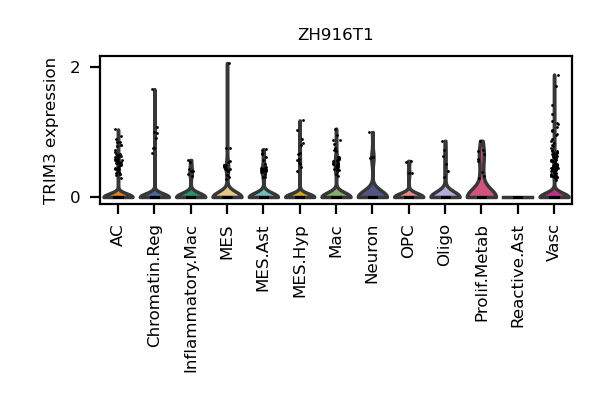 ZH916T1
TRIM3 expression
2
0
AC
Chromatin.Reg
Inflammatory.Mac
MES
MES.Ast
MES.Hyp
Mac
Neuron
OPC
Oligo
Prolif.Metab
Reactive.Ast
Vasc